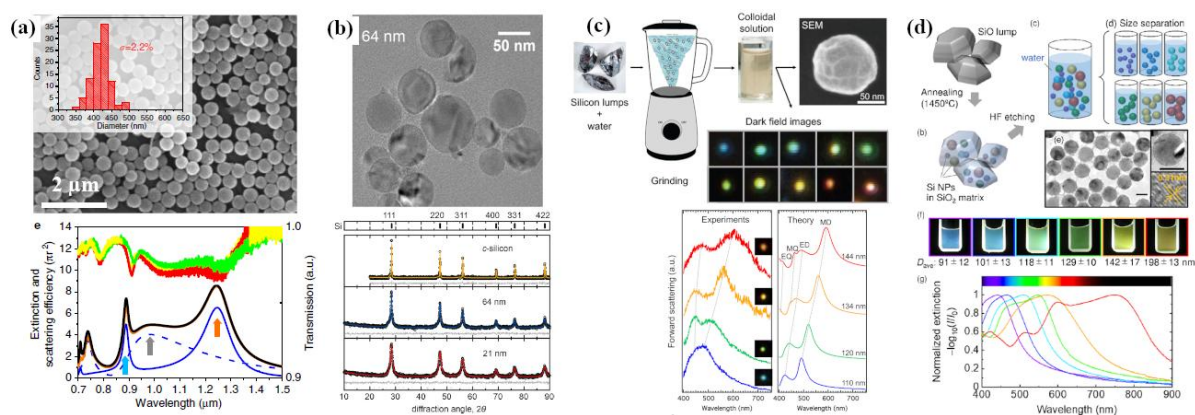 (a)
Counts
35
30
25
20
15
10
5
0
σ=2.2%
300 350 400 450 500 550 600 650
Diameter (nm)
2 µm
e
Extinction and
scattering efficiency (πr²)
14
12
10
8
6
4
2
0
1.0
0.9
Transmission (a.u.)
0.7 0.8 0.9 1.0 1.1 1.2 1.3 1.4 1.5
Wavelength (µm)
(b)
64 nm
50 nm
111 220 311 400 331 422
Si
c-silicon
64 nm
21 nm
10 20 30 40 50 60 70 80 90
diffraction angle, 2θ
(c)
Silicon lumps
+
water
Colloidal
solution
SEM
50 nm
Grinding
Dark field images
Experiments
Theory
Forward scattering (a.u.)
MD
ED
MQ
EQ
144 nm
134 nm
120 nm
110 nm
400 500 600 700
Wavelength (nm)
400 500 600 700
Wavelength (nm)
(d)
SiO lump
Annealing
(1450ºC)
(b)
Si NPs
in SiO₂ matrix
HF etching
(c)
water
(d) Size separation
(e)
(f)
Dave. 91 ± 12 101 ± 13 118 ± 11 129 ± 10 142 ± 17 198 ± 13 nm
(g)
Normalized extinction
−log₁₀(I/I₀)
1
0.8
0.6
0.4
0.2
0
400 500 600 700 800 900
Wavelength (nm)